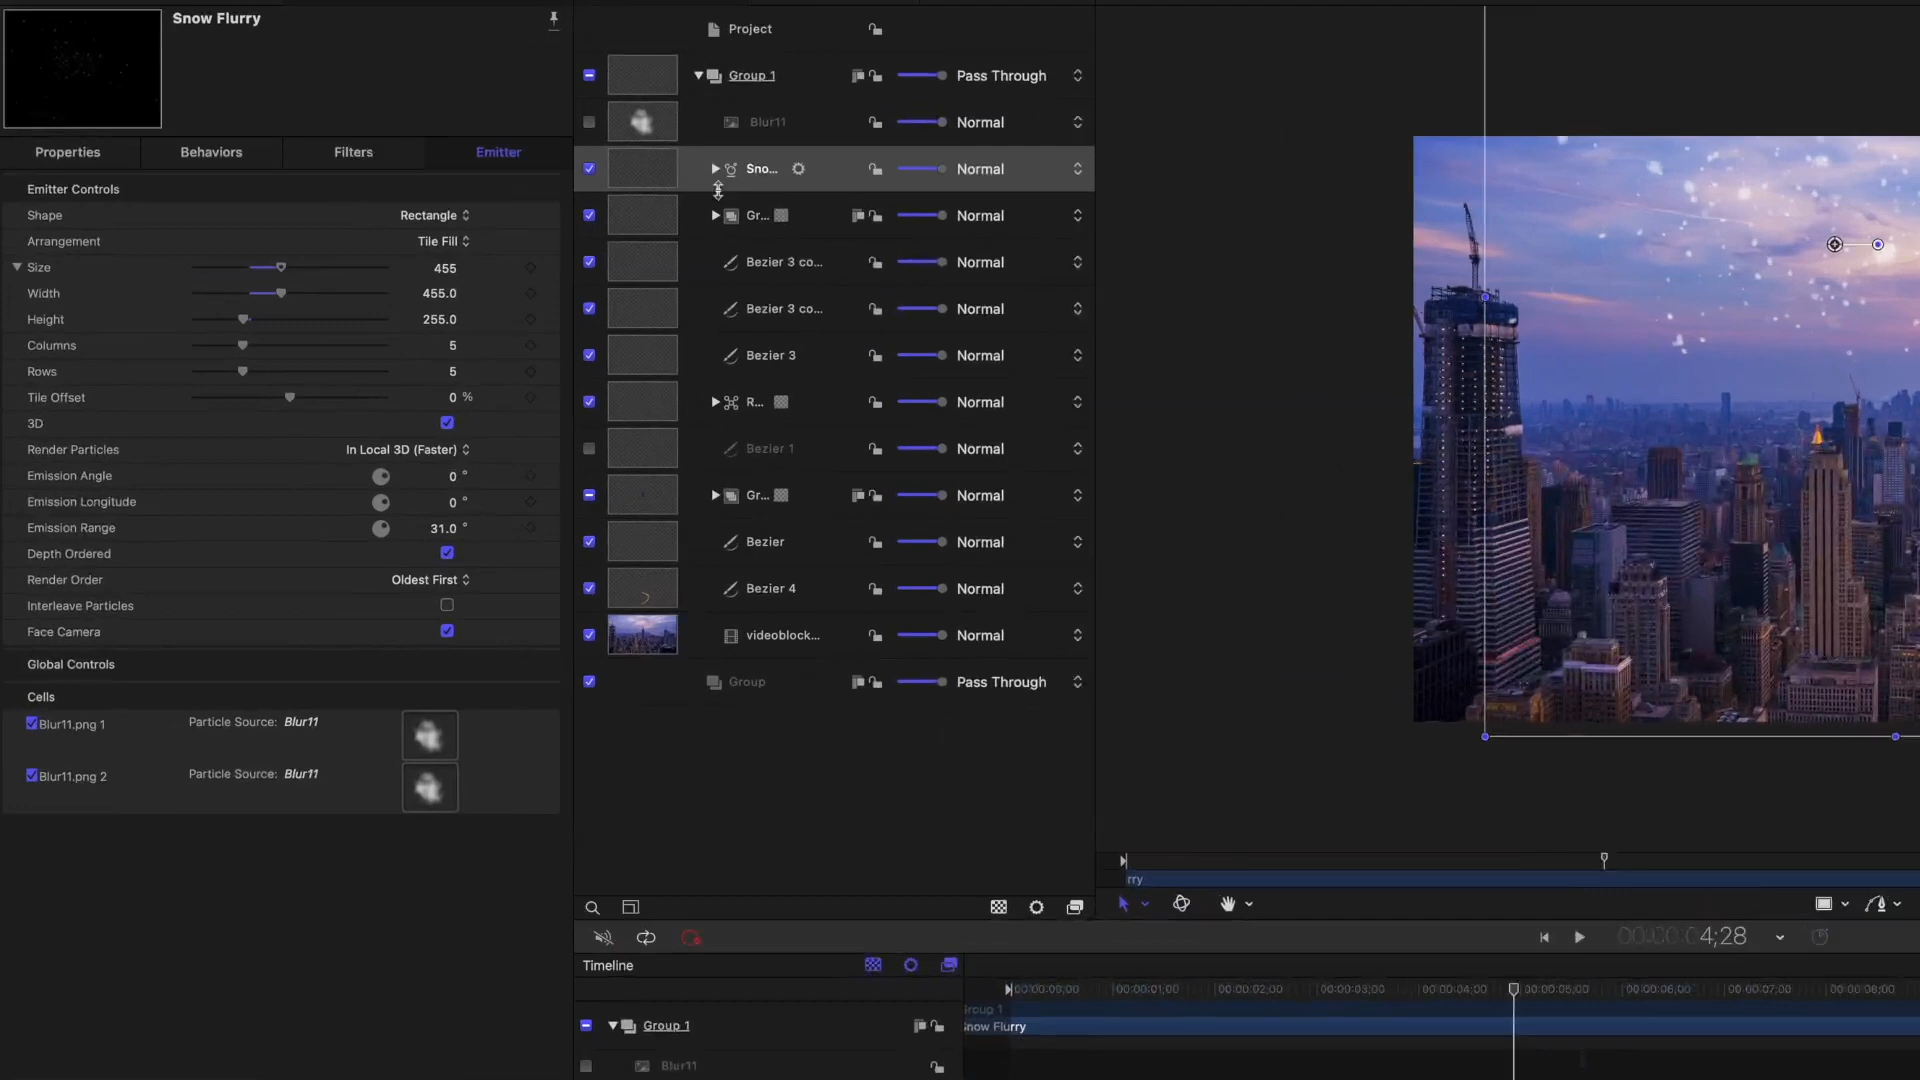 Snow Flurry
Properties
Behaviors
Filters
Emitter
Emitter Controls
Shape Rectangle
Arrangement Tile Fill
Size 455
Width 455.0
Height 255.0
Columns 5
Rows 5
Tile Offset 0 %
3D
Render Particles In Local 3D (Faster)
Emission Angle 0 °
Emission Longitude 0 °
Emission Range 31.0 °
Depth Ordered
Render Order Oldest First
Interleave Particles
Face Camera
Global Controls
Cells
Blur11.png 1 Particle Source: Blur11
Blur11.png 2 Particle Source: Blur11
Project
Group 1 Pass Through
Blur11 Normal
Sno... Normal
Gr... Normal
Bezier 3 co... Normal
Bezier 3 co... Normal
Bezier 3 Normal
R... Normal
Bezier 1 Normal
Gr... Normal
Bezier Normal
Bezier 4 Normal
videoblock... Normal
Group Pass Through
rry
00:00:04;28
Timeline
00:00:00;00 00:00:01;00 00:00:02;00 00:00:03;00 00:00:04;00 00:00:05;00 00:00:06;00 00:00:07;00 00:00:08;00
Group 1
Group 1
Snow Flurry
Blur11